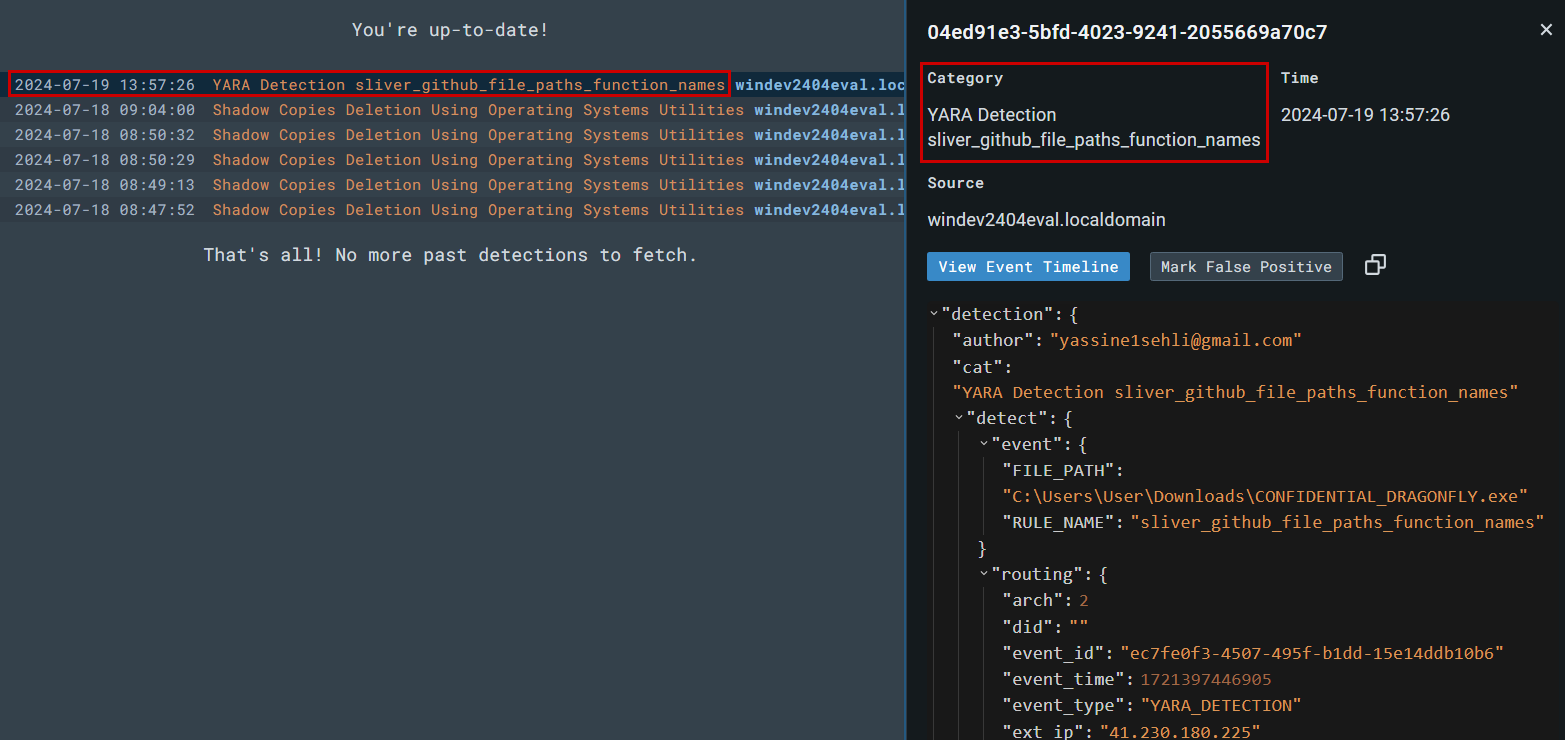 You're up-to-date!
2024-07-19 13:57:26 YARA Detection sliver_github_file_paths_function_names windev2404eval.loc
2024-07-18 09:04:00 Shadow Copies Deletion Using Operating Systems Utilities windev2404eval.l
2024-07-18 08:50:32 Shadow Copies Deletion Using Operating Systems Utilities windev2404eval.l
2024-07-18 08:50:29 Shadow Copies Deletion Using Operating Systems Utilities windev2404eval.l
2024-07-18 08:49:13 Shadow Copies Deletion Using Operating Systems Utilities windev2404eval.l
2024-07-18 08:47:52 Shadow Copies Deletion Using Operating Systems Utilities windev2404eval.l
That's all! No more past detections to fetch.
04ed91e3-5bfd-4023-9241-2055669a70c7
Category
YARA Detection
sliver_github_file_paths_function_names
Time
2024-07-19 13:57:26
Source
windev2404eval.localdomain
View Event Timeline
Mark False Positive
"detection": {
"author": "yassine1sehli@gmail.com"
"cat":
"YARA Detection sliver_github_file_paths_function_names"
"detect": {
"event": {
"FILE_PATH":
"C:\Users\User\Downloads\CONFIDENTIAL_DRAGONFLY.exe"
"RULE_NAME": "sliver_github_file_paths_function_names"
}
"routing": {
"arch": 2
"did": ""
"event_id": "ec7fe0f3-4507-495f-b1dd-15e14ddb10b6"
"event_time": 1721397446905
"event_type": "YARA_DETECTION"
"ext_ip": "41.230.180.225"